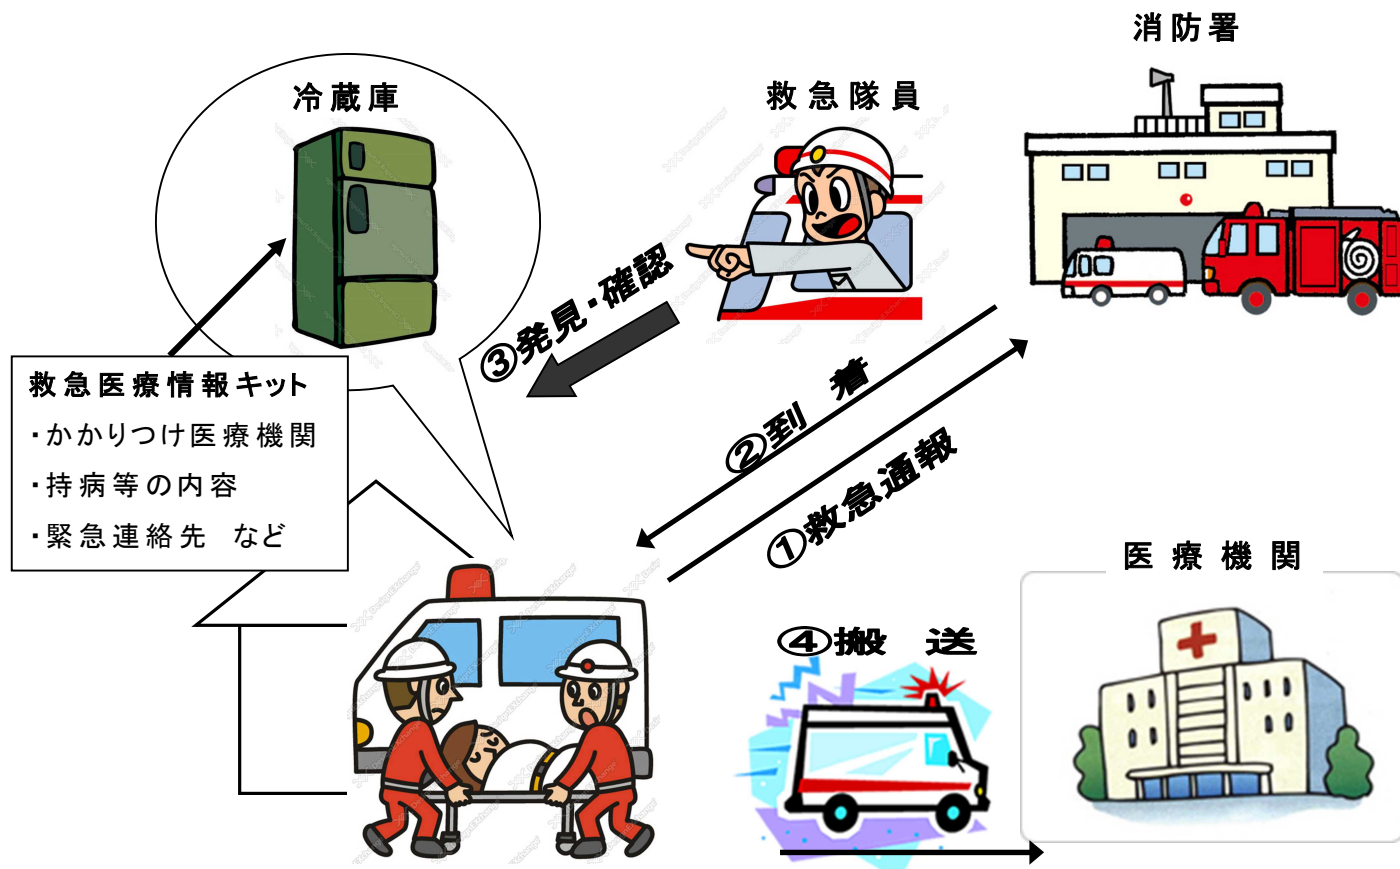 消防署
冷蔵庫
救急隊員
③発見・確認
救急医療情報キット
・かかりつけ医療機関
・持病等の内容
・緊急連絡先　など
②到　着
①救急通報
医療機関
④搬　送